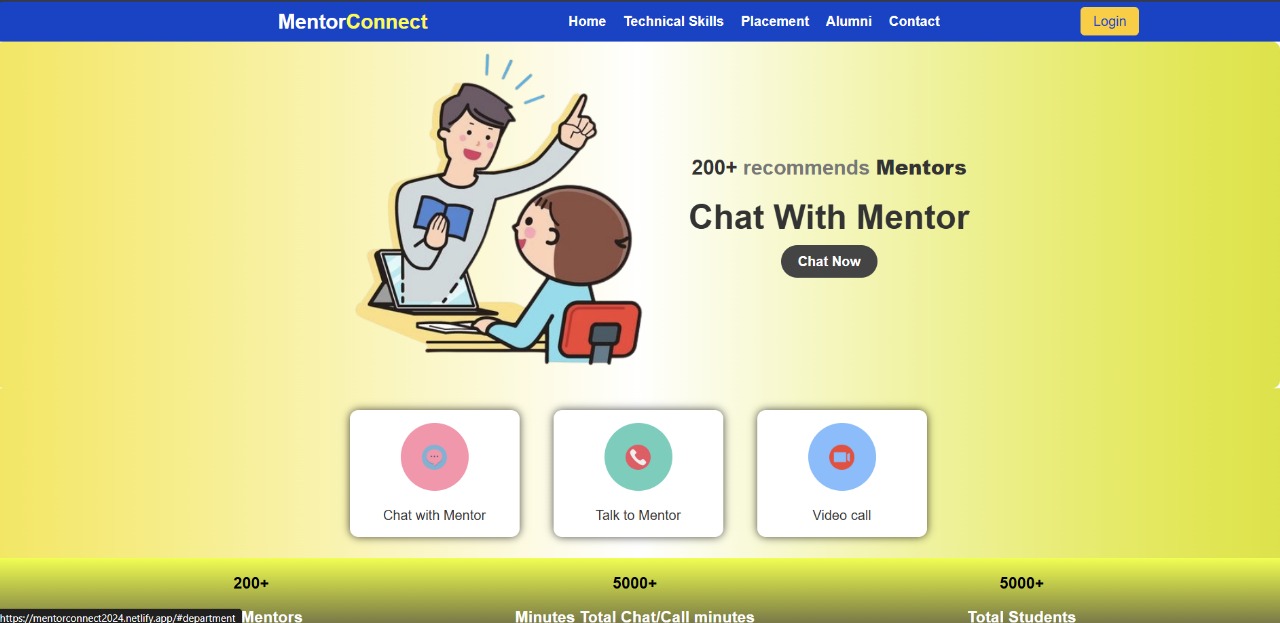 MentorConnect
Home Technical Skills Placement Alumni Contact
Login
200+ recommends Mentors
Chat With Mentor
Chat Now
Chat with Mentor
Talk to Mentor
Video call
200+ 5000+ 5000+
Mentors Minutes Total Chat/Call minutes Total Students
https://mentorconnect2024.netlify.app/#department